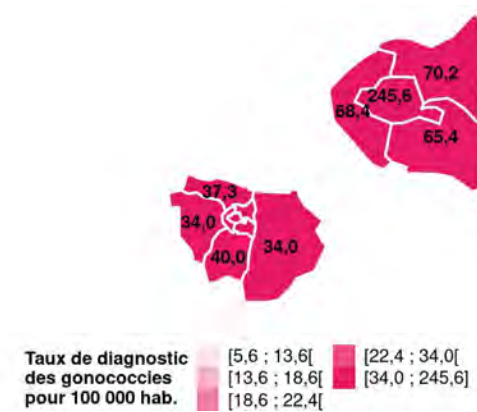 70,2
245,6
68,4
65,4
37,3
34,0
34,0
40,0
Taux de diagnostic
des gonococcies
pour 100 000 hab.
[5,6 ; 13,6[
[13,6 ; 18,6[
[18,6 ; 22,4[
[22,4 ; 34,0[
[34,0 ; 245,6]